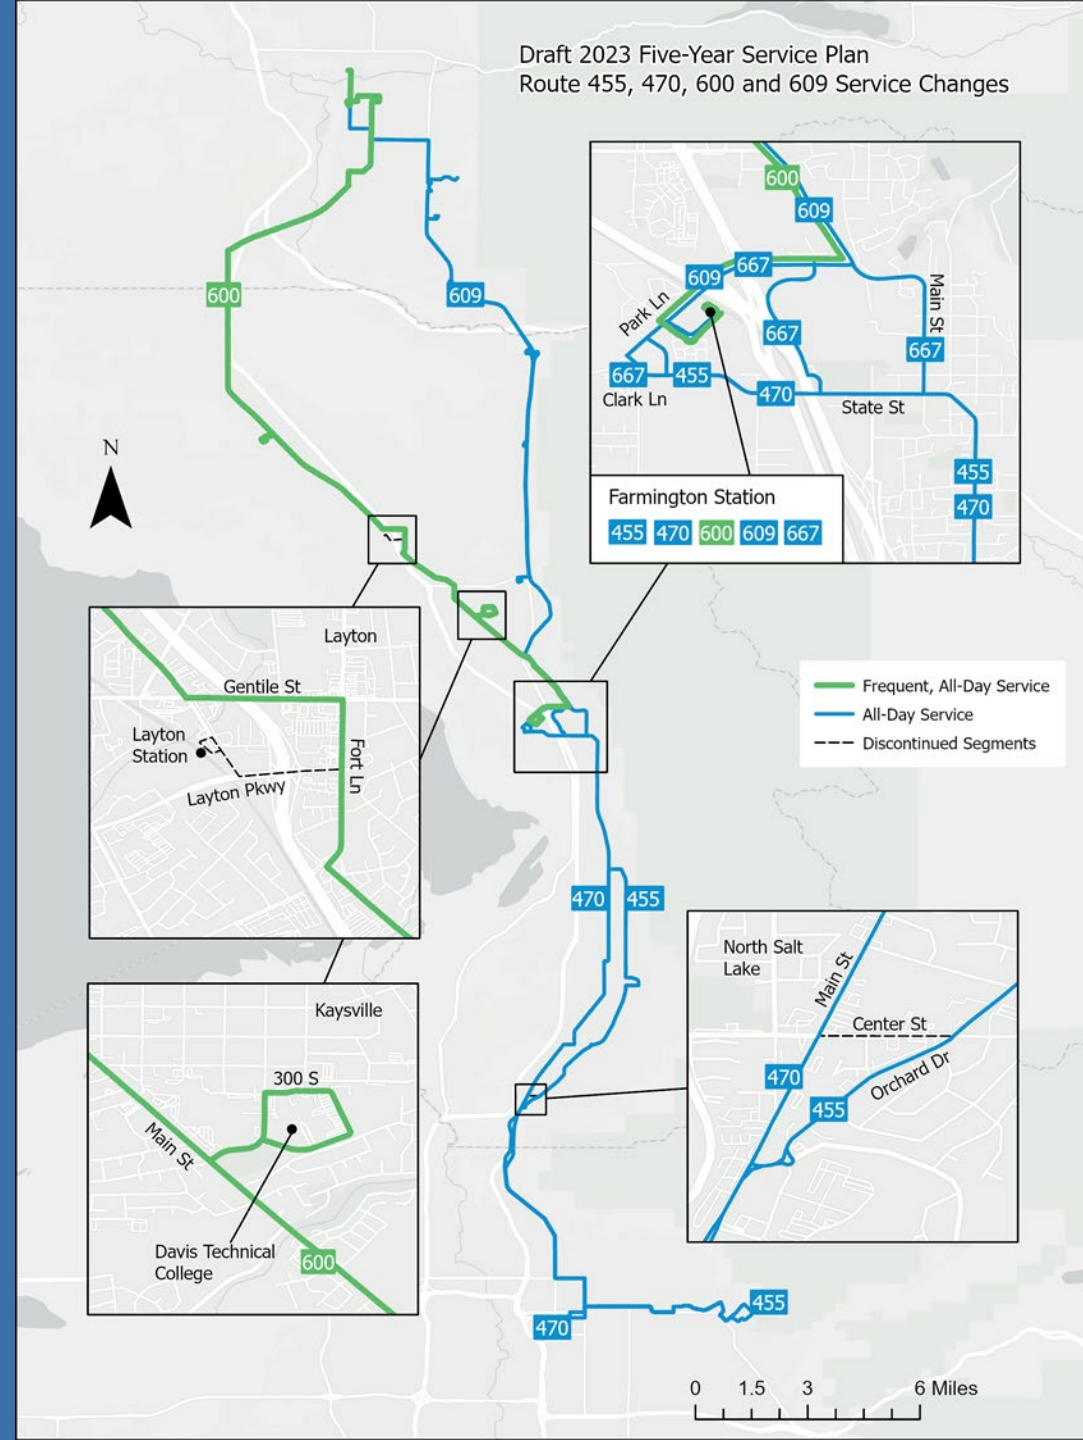 Draft 2023 Five-Year Service Plan
Route 455, 470, 600 and 609 Service Changes
600
609
600
609
667
609
Park Ln
Main St
667
667
667
455
470
Clark Ln
State St
455
470
Farmington Station
455 470 600 609 667
N
Layton
Gentile St
Layton
Station
Fort Ln
Layton Pkwy
Frequent, All-Day Service
All-Day Service
Discontinued Segments
470
455
North Salt
Lake
Main St
Center St
470
Orchard Dr
455
Kaysville
300 S
Main St
Davis Technical
College
600
455
470
0 1.5 3 6 Miles